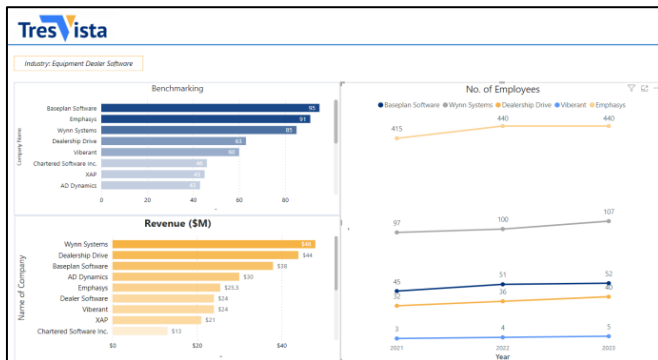 TresVista
Industry: Equipment Dealer Software
Benchmarking
Company Name
Baseplan Software 95
Emphasys 91
Wynn Systems 85
Dealership Drive 63
Viberant 60
Chartered Software Inc.
XAP
AD Dynamics
0 20 40 60 80
Revenue ($M)
Name of Company
Wynn Systems
Dealership Drive $44
Baseplan Software $38
AD Dynamics $30
Emphasys $25.5
Dealer Software $24
Viberant $24
XAP $21
Chartered Software Inc. $13
$0 $20 $40
No. of Employees
Baseplan Software Wynn Systems Dealership Drive Viberant Emphasys
415 440 440
97 100 107
45 51 52
32 36 40
3 4 5
2021 2022 2023
Year